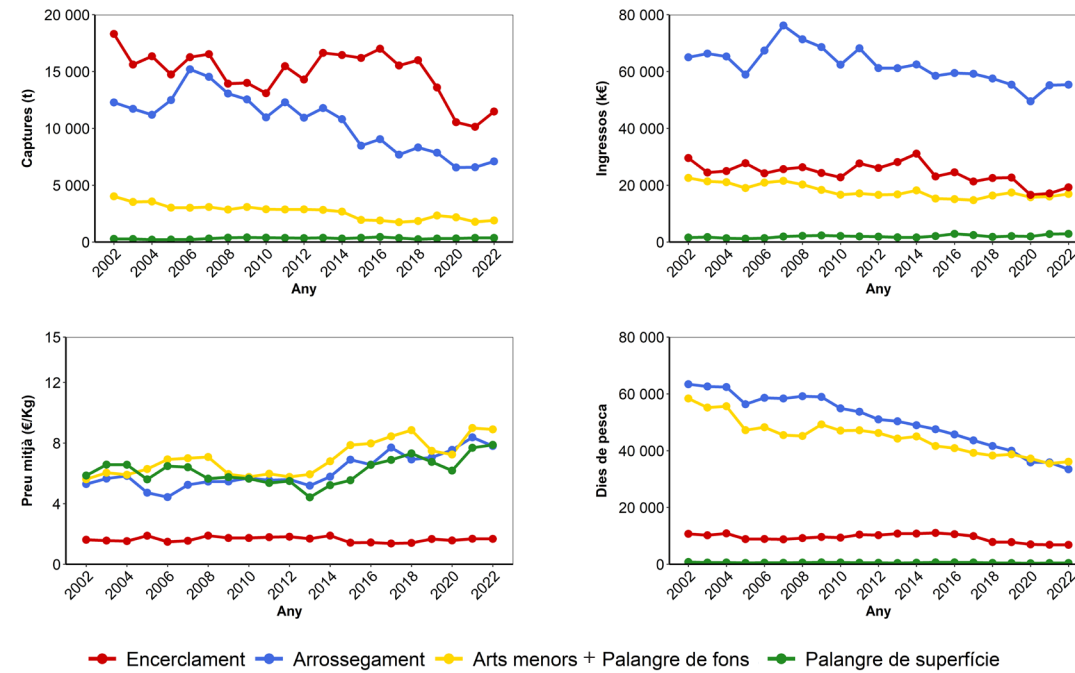 20 000
15 000
10 000
5 000
0
Captures (t)
2002 2004 2006 2008 2010 2012 2014 2016 2018 2020 2022
Any
80 000
60 000
40 000
20 000
0
Ingressos (k€)
2002 2004 2006 2008 2010 2012 2014 2016 2018 2020 2022
Any
15
12
8
4
0
Preu mitjà (€/Kg)
2002 2004 2006 2008 2010 2012 2014 2016 2018 2020 2022
Any
80 000
60 000
40 000
20 000
0
Dies de pesca
2002 2004 2006 2008 2010 2012 2014 2016 2018 2020 2022
Any
Encerclament Arrossegament Arts menors + Palangre de fons Palangre de superfície